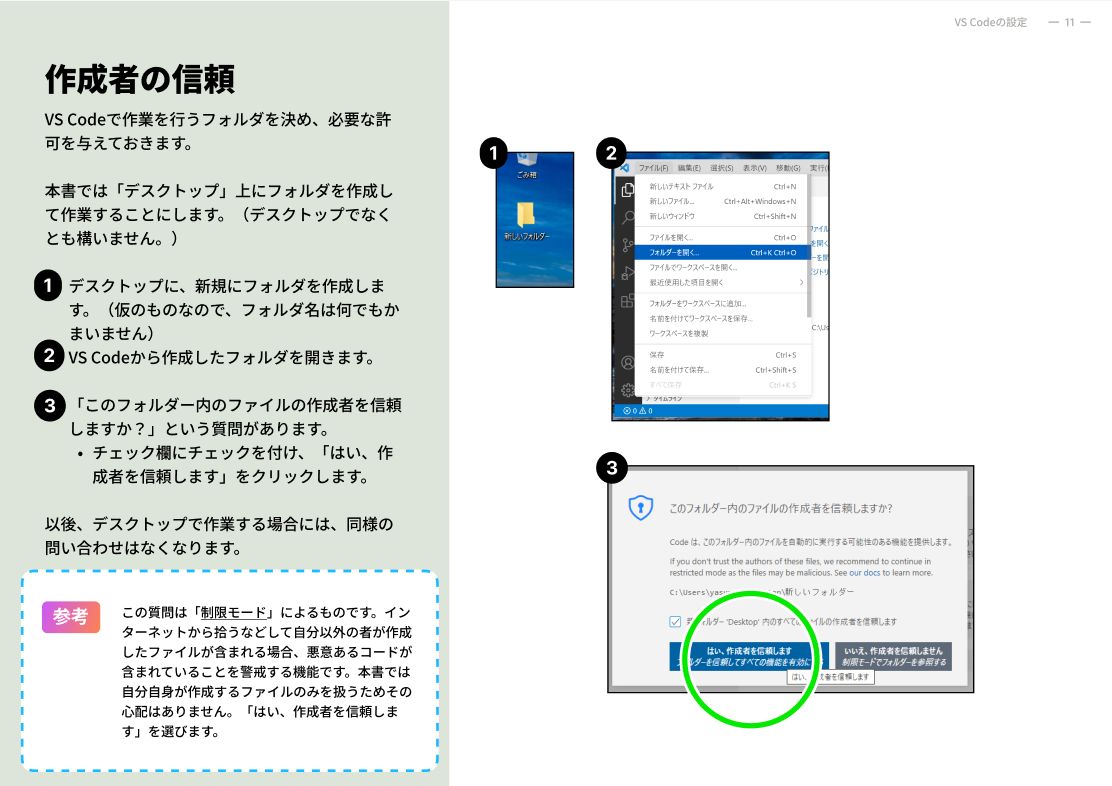 VS Codeの設定 — 11 —
作成者の信頼
VS Codeで作業を行うフォルダを決め、必要な許
可を与えておきます。
本書では「デスクトップ」上にフォルダを作成し
て作業することにします。（デスクトップでなく
とも構いません。）
1 デスクトップに、新規にフォルダを作成しま
す。（仮のものなので、フォルダ名は何でもか
まいません）
2 VS Codeから作成したフォルダを開きます。
3 「このフォルダー内のファイルの作成者を信頼
しますか？」という質問があります。
• チェック欄にチェックを付け、「はい、作
成者を信頼します」をクリックします。
以後、デスクトップで作業する場合には、同様の
問い合わせはなくなります。
参考
この質問は「制限モード」によるものです。イン
ターネットから拾うなどして自分以外の者が作成
したファイルが含まれる場合、悪意あるコードが
含まれていることを警戒する機能です。本書では
自分自身が作成するファイルのみを扱うためその
心配はありません。「はい、作成者を信頼しま
す」を選びます。
1
ごみ箱
新しいフォルダー
2
ファイル(F) 編集(E) 選択(S) 表示(V) 移動(G) 実行(
新しいテキスト ファイル Ctrl+N
新しいファイル... Ctrl+Alt+Windows+N
新しいウィンドウ Ctrl+Shift+N
ファイルを開く... Ctrl+O
フォルダーを開く... Ctrl+K Ctrl+O
ファイルでワークスペースを開く...
最近使用した項目を開く
フォルダーをワークスペースに追加...
名前を付けてワークスペースを保存...
ワークスペースを複製
保存 Ctrl+S
名前を付けて保存... Ctrl+Shift+S
すべて保存 Ctrl+K S
タイムライン
0 0
3
このフォルダー内のファイルの作成者を信頼しますか?
Code は、このフォルダー内のファイルを自動的に実行する可能性のある機能を提供します。
If you don't trust the authors of these files, we recommend to continue in
restricted mode as the files may be malicious. See our docs to learn more.
C:\Users\yasu \新しいフォルダー
フォルダー 'Desktop' 内のすべて ファイルの作成者を信頼します
はい、作成者を信頼します いいえ、作成者を信頼しません
ルダーを信頼してすべての機能を有効に 制限モードでフォルダーを参照する
はい、 成者を信頼します